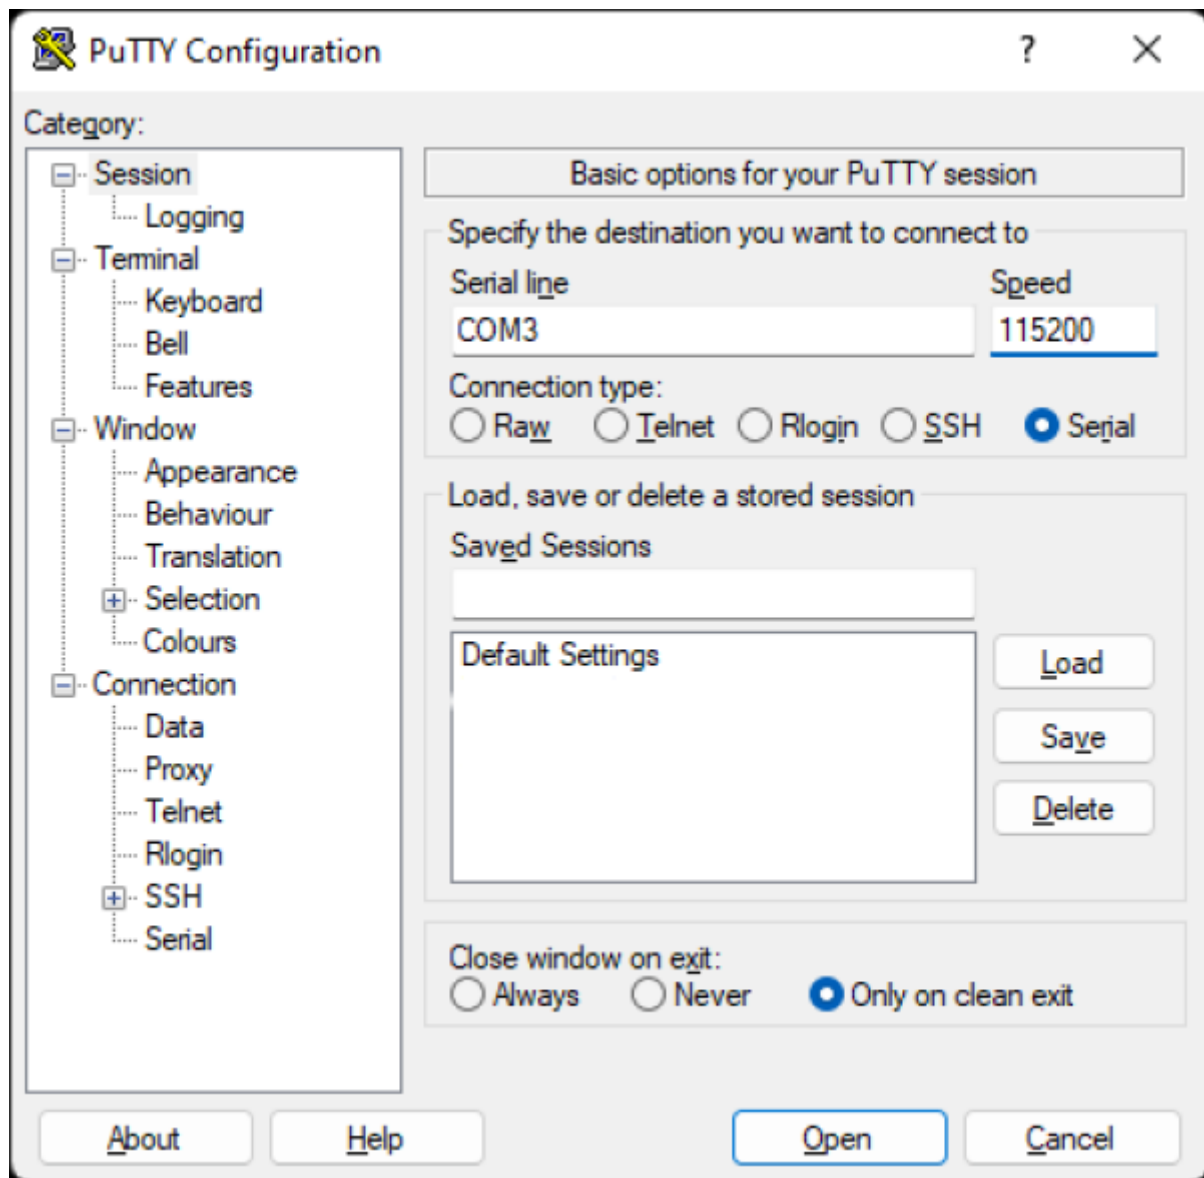 PuTTY Configuration
?
Category:
Session
Logging
Terminal
Keyboard
Bell
Features
Window
Appearance
Behaviour
Translation
Selection
Colours
Connection
Data
Proxy
Telnet
Rlogin
SSH
Serial
Basic options for your PuTTY session
Specify the destination you want to connect to
Serial line Speed
COM3 115200
Connection type:
Raw Telnet Rlogin SSH Serial
Load, save or delete a stored session
Saved Sessions
Default Settings
Load
Save
Delete
Close window on exit:
Always Never Only on clean exit
About Help Open Cancel